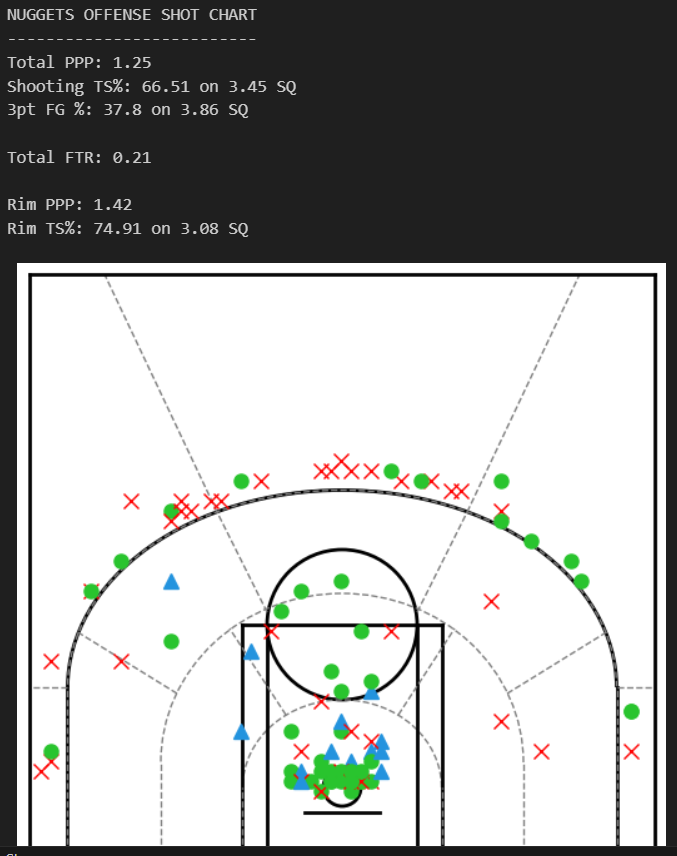 NUGGETS OFFENSE SHOT CHART
--------------------------
Total PPP: 1.25
Shooting TS%: 66.51 on 3.45 SQ
3pt FG %: 37.8 on 3.86 SQ
Total FTR: 0.21
Rim PPP: 1.42
Rim TS%: 74.91 on 3.08 SQ